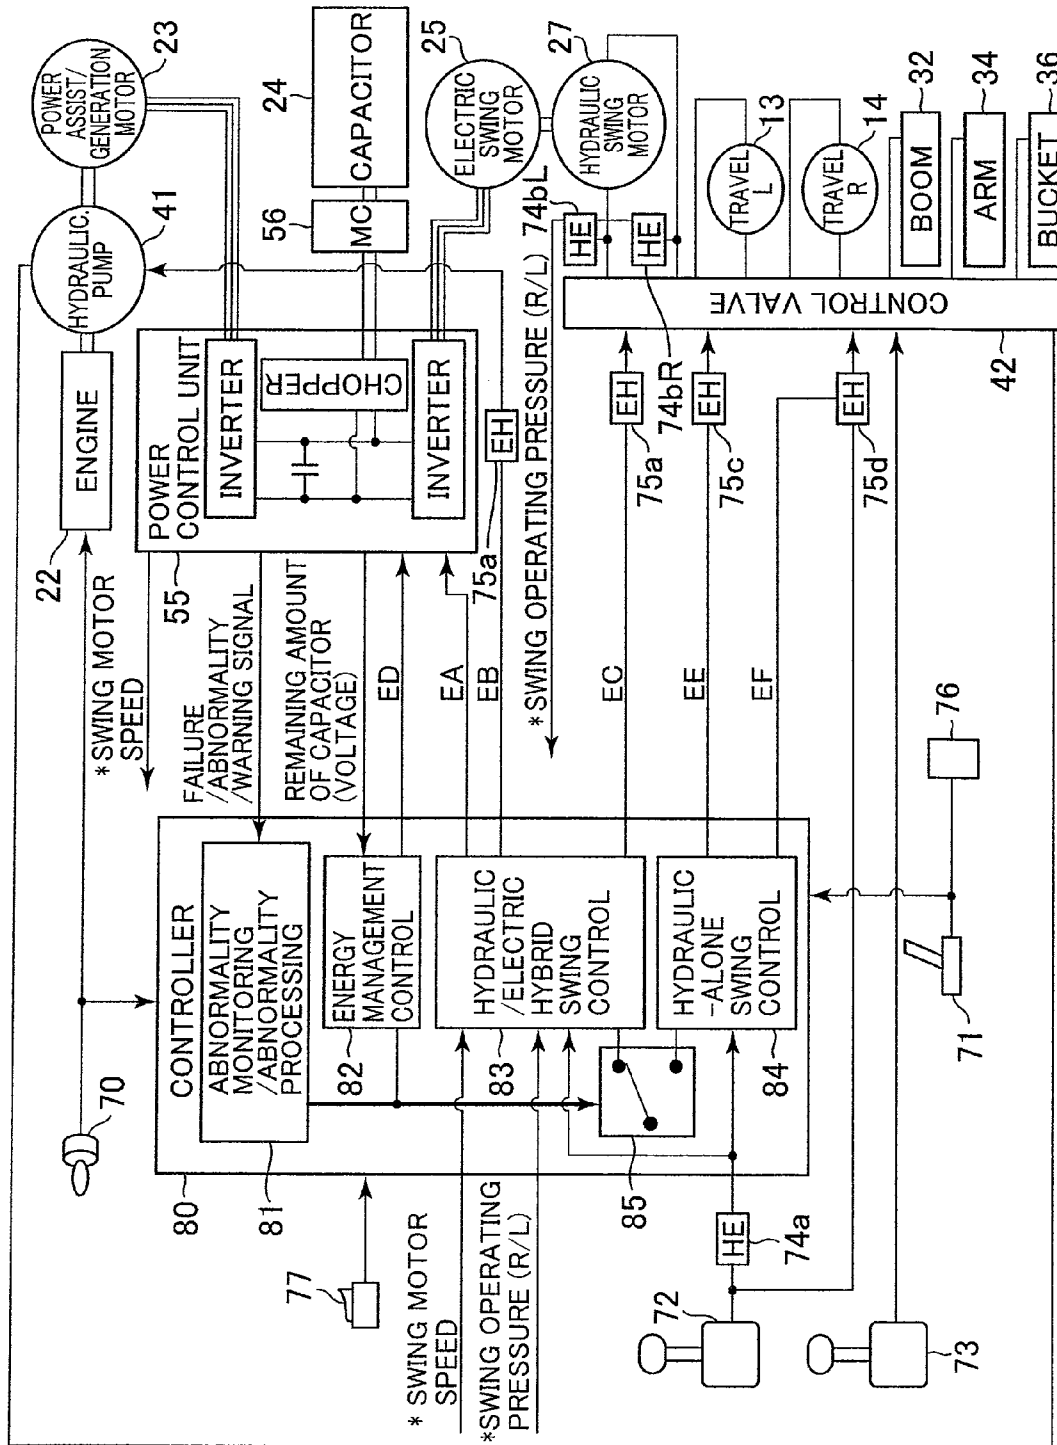 70
22
ENGINE
HYDRAULIC
PUMP
41
POWER
ASSIST/
GENERATION
MOTOR
23
*SWING MOTOR
SPEED
55
POWER
CONTROL UNIT
INVERTER
CHOPPER
INVERTER
56
MC
24
CAPACITOR
25
ELECTRIC
SWING
MOTOR
27
HYDRAULIC
SWING
MOTOR
FAILURE
/ABNORMALITY
/WARNING SIGNAL
REMAINING AMOUNT
OF CAPACITOR
(VOLTAGE)
ED
EA
EB
75a
EH
80
CONTROLLER
81
ABNORMALITY
MONITORING
/ABNORMALITY
PROCESSING
82
ENERGY
MANAGEMENT
CONTROL
83
HYDRAULIC
/ELECTRIC
HYBRID
SWING
CONTROL
84
HYDRAULIC
-ALONE
SWING
CONTROL
85
77
* SWING MOTOR
SPEED
*SWING OPERATING
PRESSURE (R/L)
*SWING OPERATING PRESSURE (R/L)
74bL
HE
HE
74bR
EC
75a
EH
EE
75c
EH
EF
75d
EH
42
CONTROL VALVE
TRAVEL
L
13
TRAVEL
R
14
BOOM
32
ARM
34
BUCKET
36
72
HE
74a
73
71
76